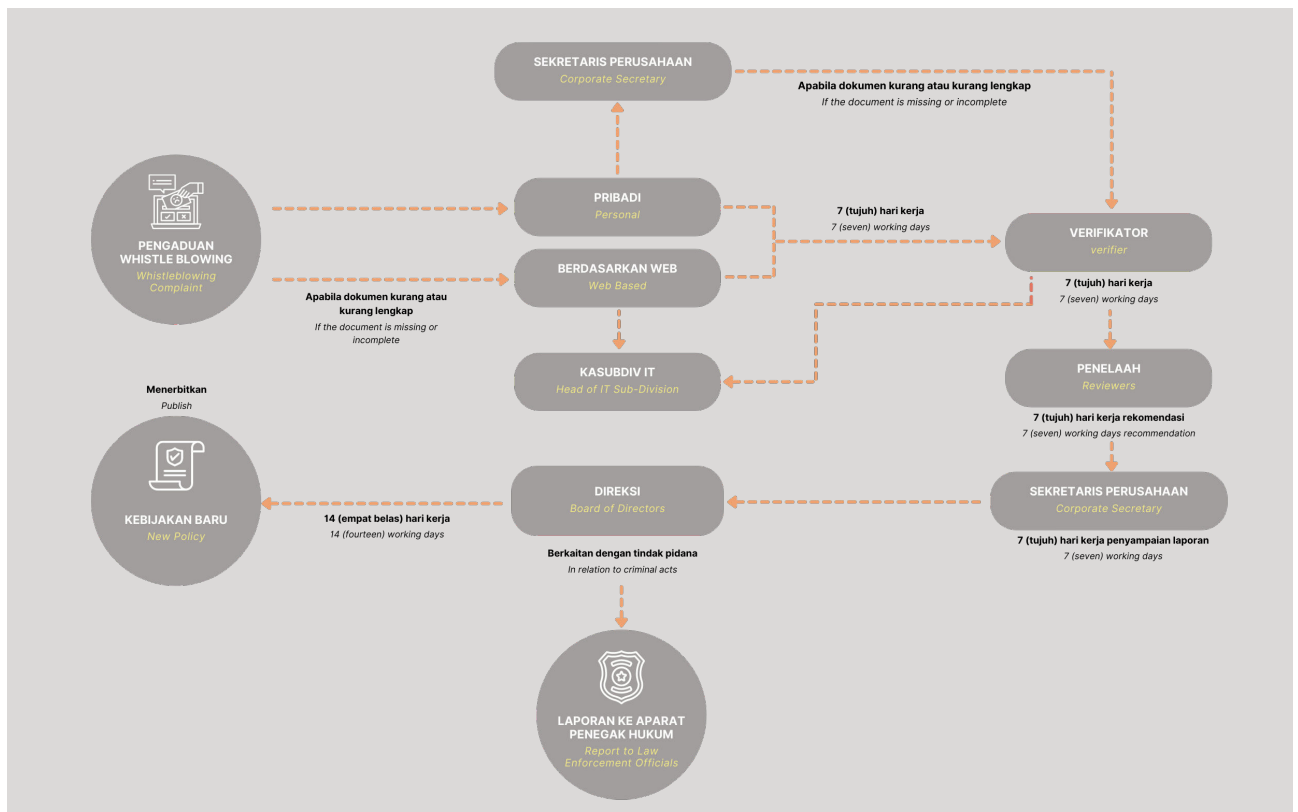 SEKRETARIS PERUSAHAAN
Corporate Secretary
Apabila dokumen kurang atau kurang lengkap
If the document is missing or incomplete
PENGADUAN
WHISTLE BLOWING
Whistleblowing
Complaint
PRIBADI
Personal
BERDASARKAN WEB
Web Based
Apabila dokumen kurang atau
kurang lengkap
If the document is missing or
incomplete
7 (tujuh) hari kerja
7 (seven) working days
VERIFIKATOR
verifier
7 (tujuh) hari kerja
7 (seven) working days
KASUBDIV IT
Head of IT Sub-Division
PENELAAH
Reviewers
7 (tujuh) hari kerja rekomendasi
7 (seven) working days recommendation
SEKRETARIS PERUSAHAAN
Corporate Secretary
7 (tujuh) hari kerja penyampaian laporan
7 (seven) working days
DIREKSI
Board of Directors
14 (empat belas) hari kerja
14 (fourteen) working days
Menerbitkan
Publish
KEBIJAKAN BARU
New Policy
Berkaitan dengan tindak pidana
In relation to criminal acts
LAPORAN KE APARAT
PENEGAK HUKUM
Report to Law
Enforcement Officials